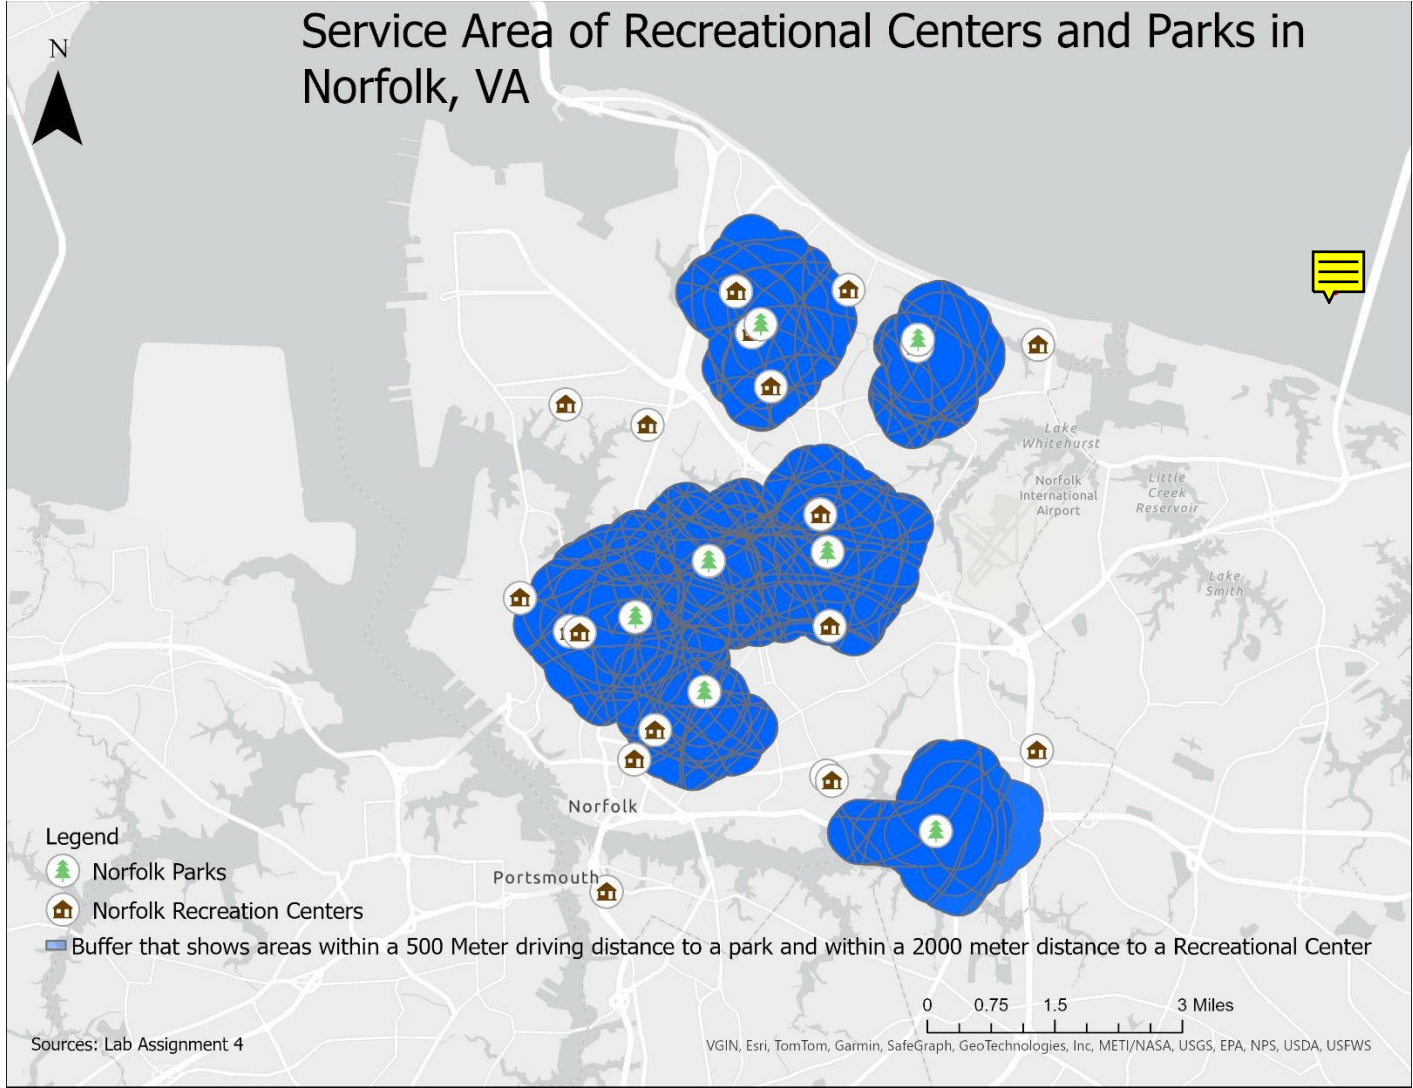 Service Area of Recreational Centers and Parks in
Norfolk, VA
N
Lake
Whitehurst
Norfolk
International
Airport
Little
Creek
Reservoir
Lake
Smith
Norfolk
Portsmouth
Legend
Norfolk Parks
Norfolk Recreation Centers
Buffer that shows areas within a 500 Meter driving distance to a park and within a 2000 meter distance to a Recreational Center
0 0.75 1.5 3 Miles
Sources: Lab Assignment 4
VGIN, Esri, TomTom, Garmin, SafeGraph, GeoTechnologies, Inc, METI/NASA, USGS, EPA, NPS, USDA, USFWS